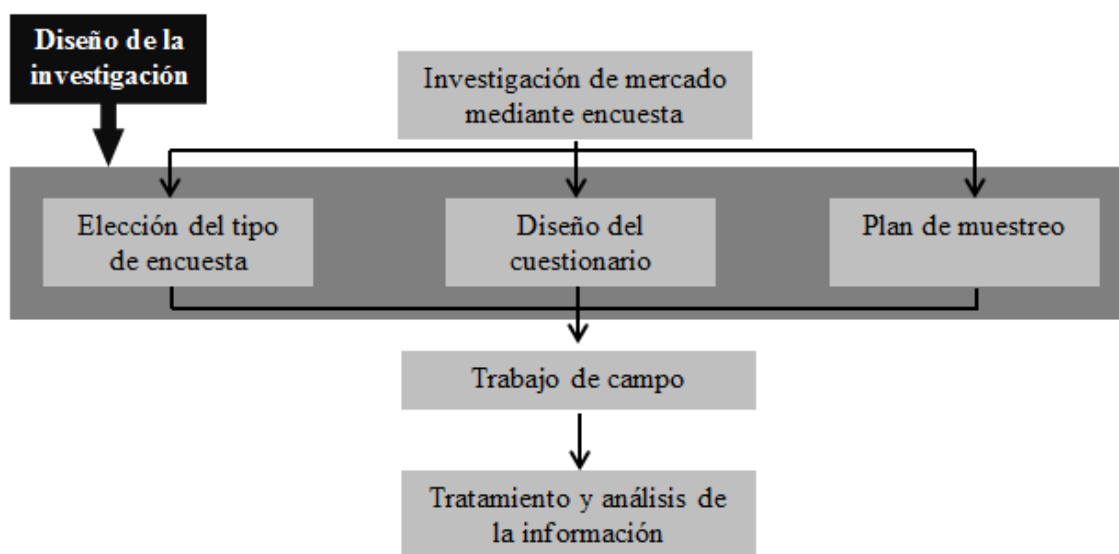 Diseño de la
investigación
Investigación de mercado
mediante encuesta
Elección del tipo
de encuesta
Diseño del
cuestionario
Plan de muestreo
Trabajo de campo
Tratamiento y análisis de
la información